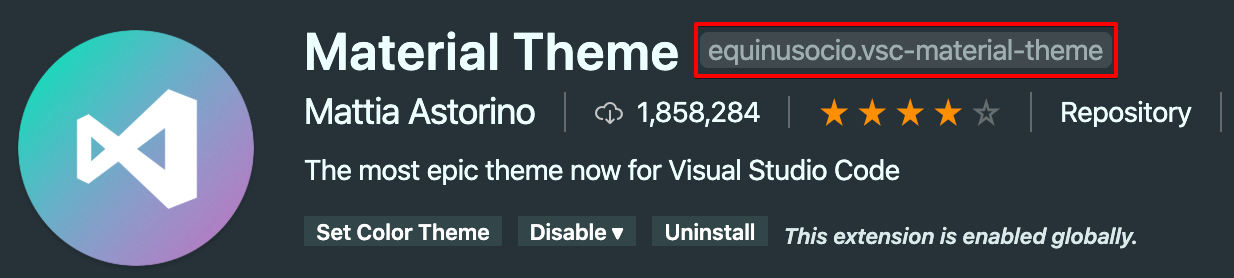 Material Theme equinusocio.vsc-material-theme
Mattia Astorino 1,858,284 Repository
The most epic theme now for Visual Studio Code
Set Color Theme Disable ▾ Uninstall This extension is enabled globally.